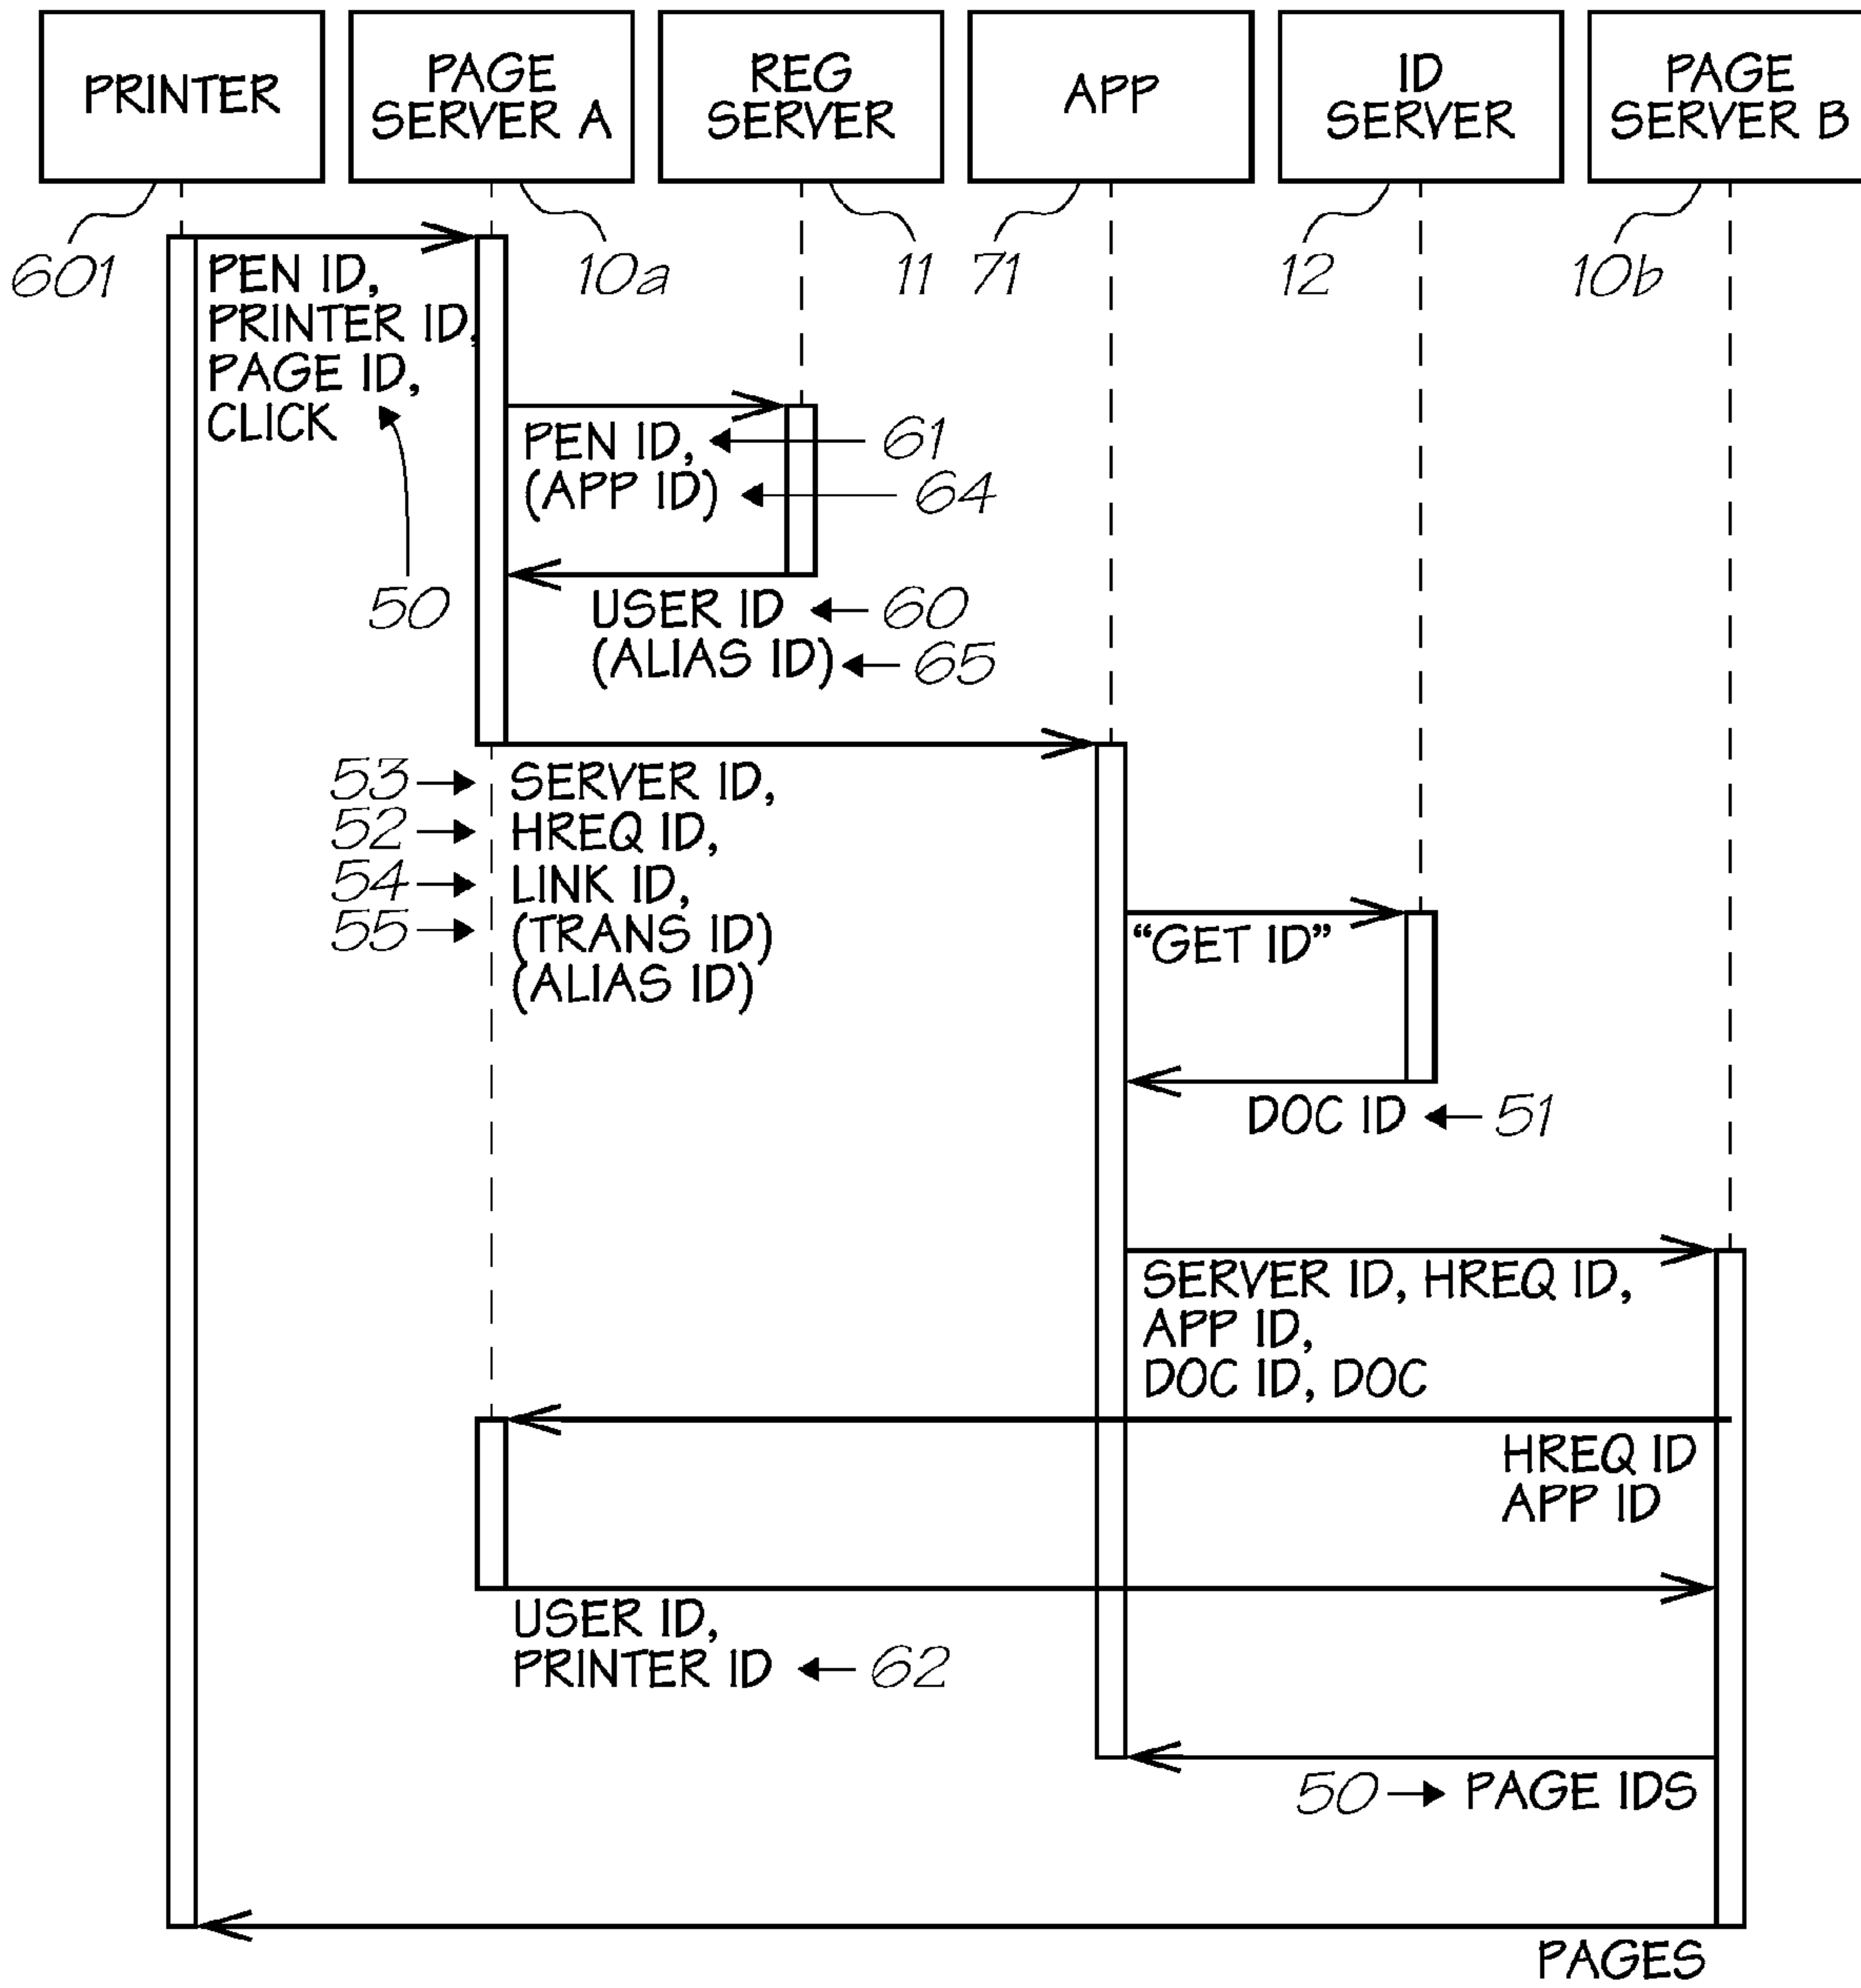 PRINTER
PAGE
SERVER A
REG
SERVER
APP
ID
SERVER
PAGE
SERVER B
601
10a
11
71
12
10b
PEN ID,
PRINTER ID,
PAGE ID,
CLICK
50
PEN ID,
61
(APP ID)
64
USER ID
60
(ALIAS ID)
65
53
SERVER ID,
52
HREQ ID,
54
LINK ID,
55
(TRANS ID)
(ALIAS ID)
“GET ID”
DOC ID
51
SERVER ID, HREQ ID,
APP ID,
DOC ID, DOC
HREQ ID
APP ID
USER ID,
PRINTER ID
62
50
PAGE IDS
PAGES